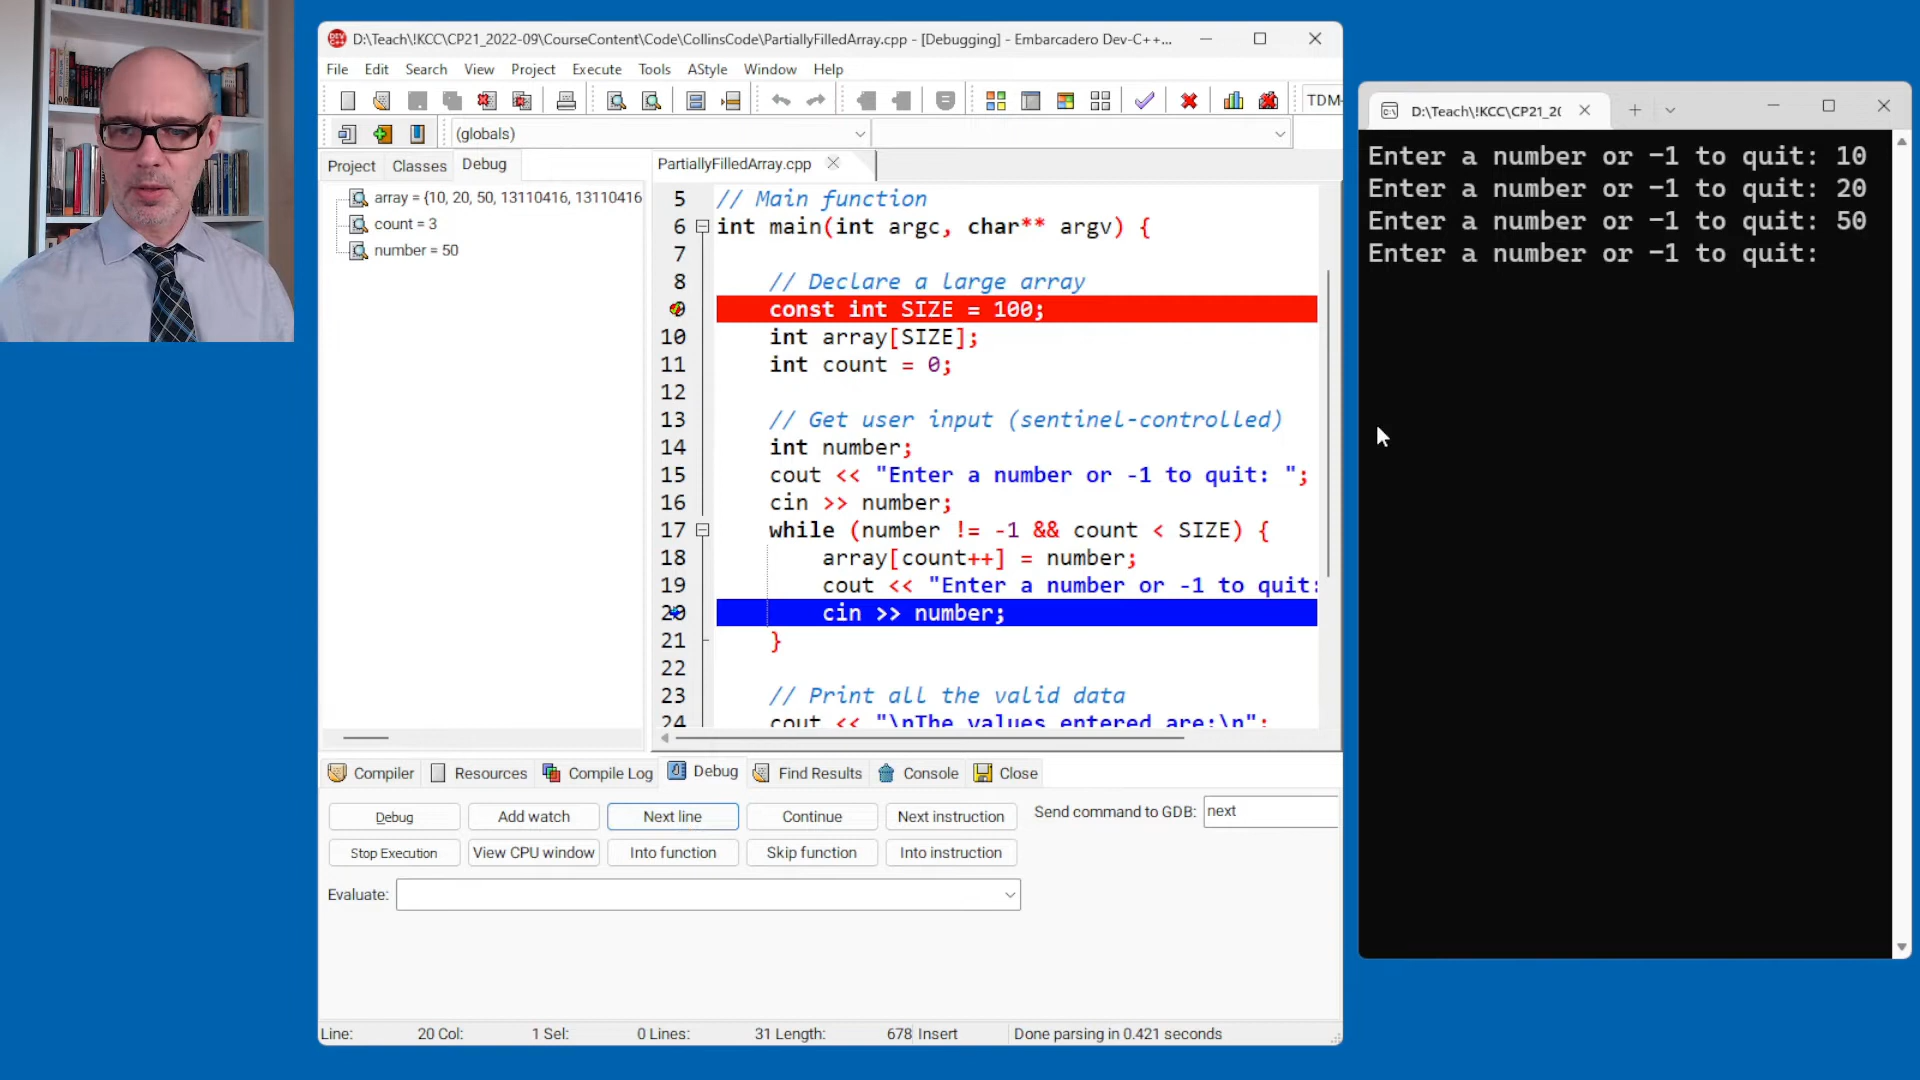 D:\Teach\!KCC\CP21_2022-09\CourseContent\Code\CollinsCode\PartiallyFilledArray.cpp - [Debugging] - Embarcadero Dev-C++...
File Edit Search View Project Execute Tools AStyle Window Help
TDM-
(globals)
Project Classes Debug
array = {10, 20, 50, 13110416, 13110416
count = 3
number = 50
PartiallyFilledArray.cpp
5 // Main function
6 int main(int argc, char** argv) {
7
8 // Declare a large array
const int SIZE = 100;
10 int array[SIZE];
11 int count = 0;
12
13 // Get user input (sentinel-controlled)
14 int number;
15 cout << "Enter a number or -1 to quit: ";
16 cin >> number;
17 while (number != -1 && count < SIZE) {
18 array[count++] = number;
19 cout << "Enter a number or -1 to quit:
20 cin >> number;
21 }
22
23 // Print all the valid data
24 cout << "\nThe values entered are:\n";
Compiler Resources Compile Log Debug Find Results Console Close
Debug Add watch Next line Continue Next instruction Send command to GDB: next
Stop Execution View CPU window Into function Skip function Into instruction
Evaluate:
Line: 20 Col: 1 Sel: 0 Lines: 31 Length: 678 Insert Done parsing in 0.421 seconds
D:\Teach\!KCC\CP21_2
Enter a number or -1 to quit: 10
Enter a number or -1 to quit: 20
Enter a number or -1 to quit: 50
Enter a number or -1 to quit: